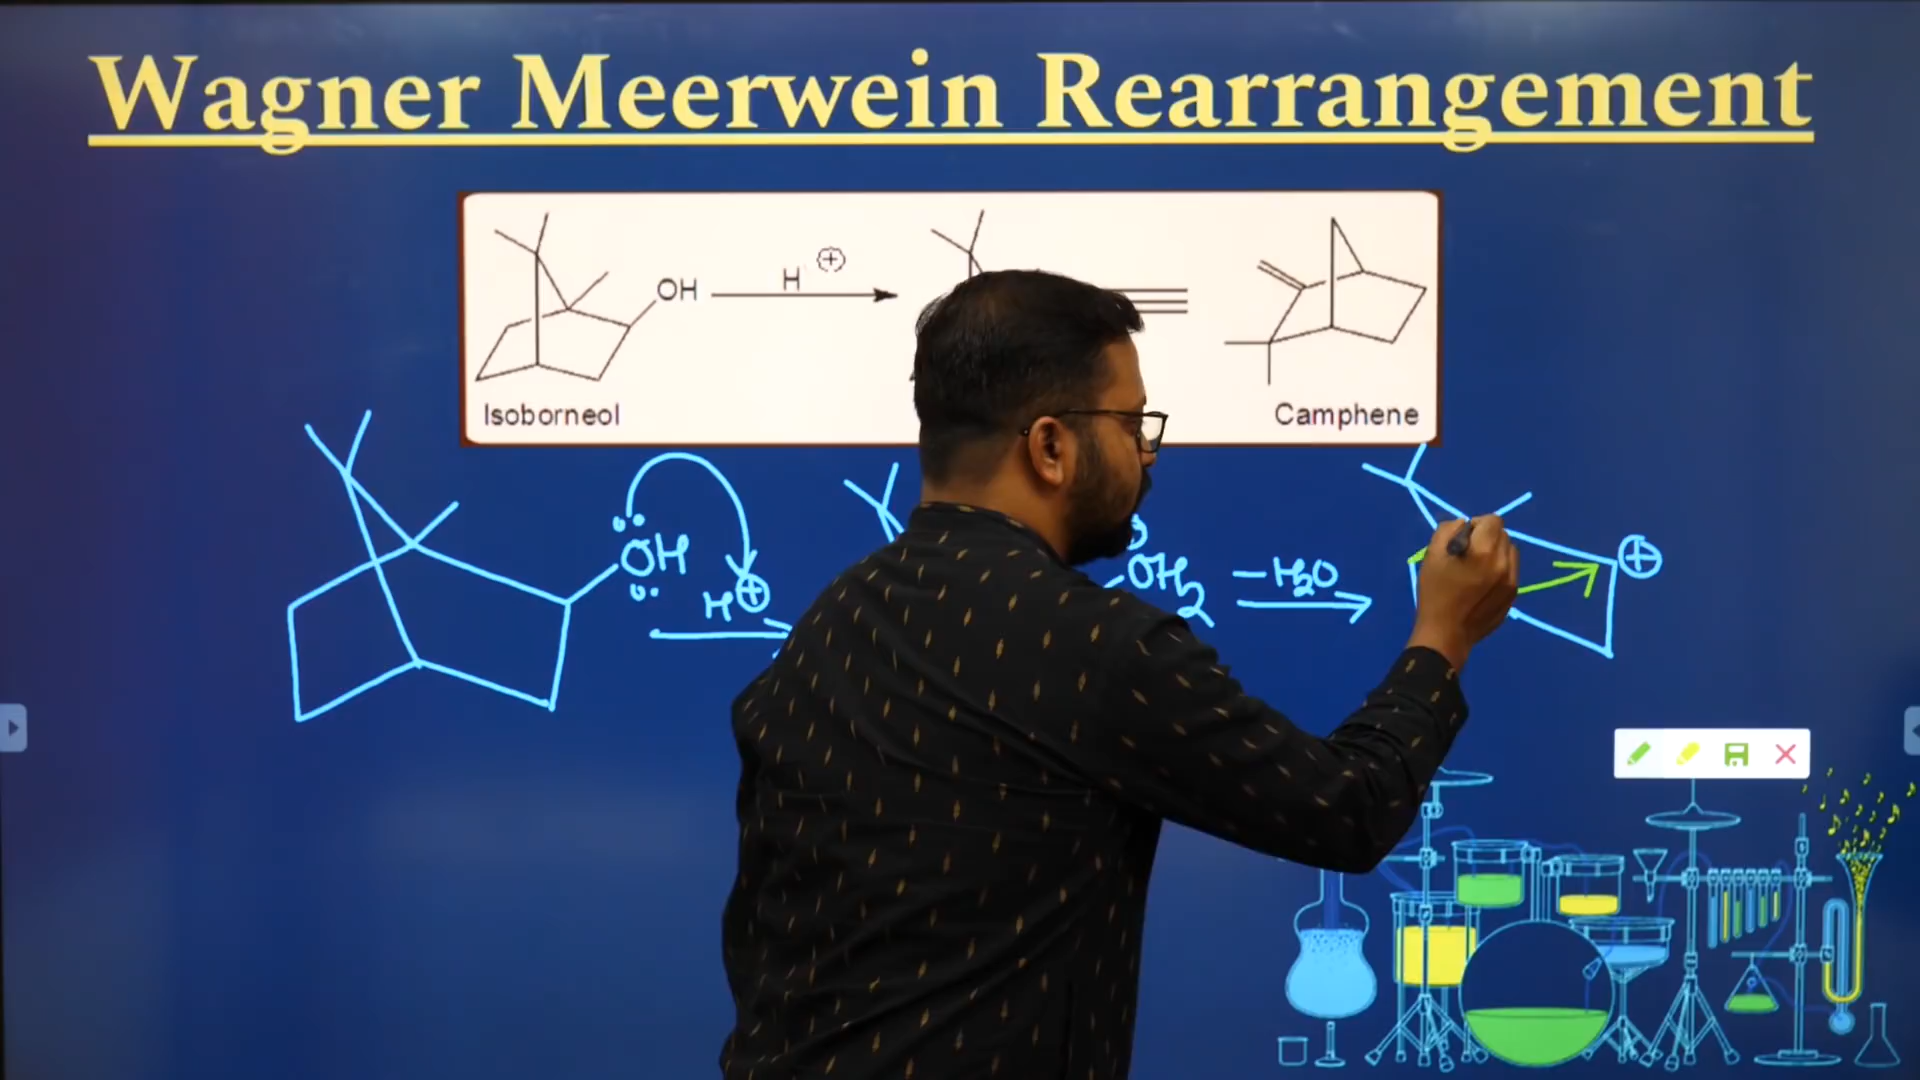 Wagner Meerwein Rearrangement
OH
H ⊕
Isoborneol
Camphene
OH
H⊕
OH2
-H2O
⊕